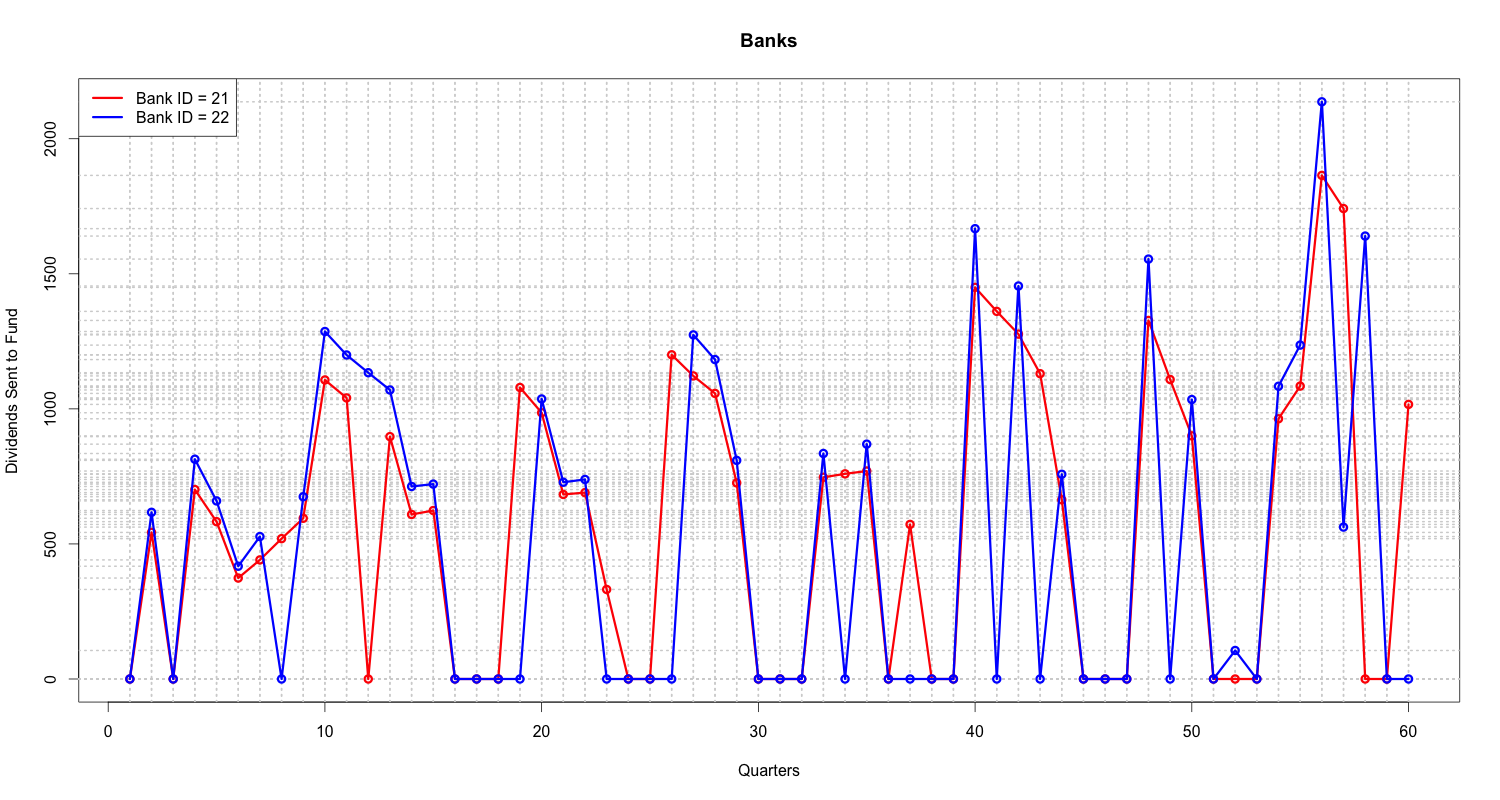 Banks
Bank ID = 21
Bank ID = 22
Dividends Sent to Fund
2000
1500
1000
500
0
0 10 20 30 40 50 60
Quarters